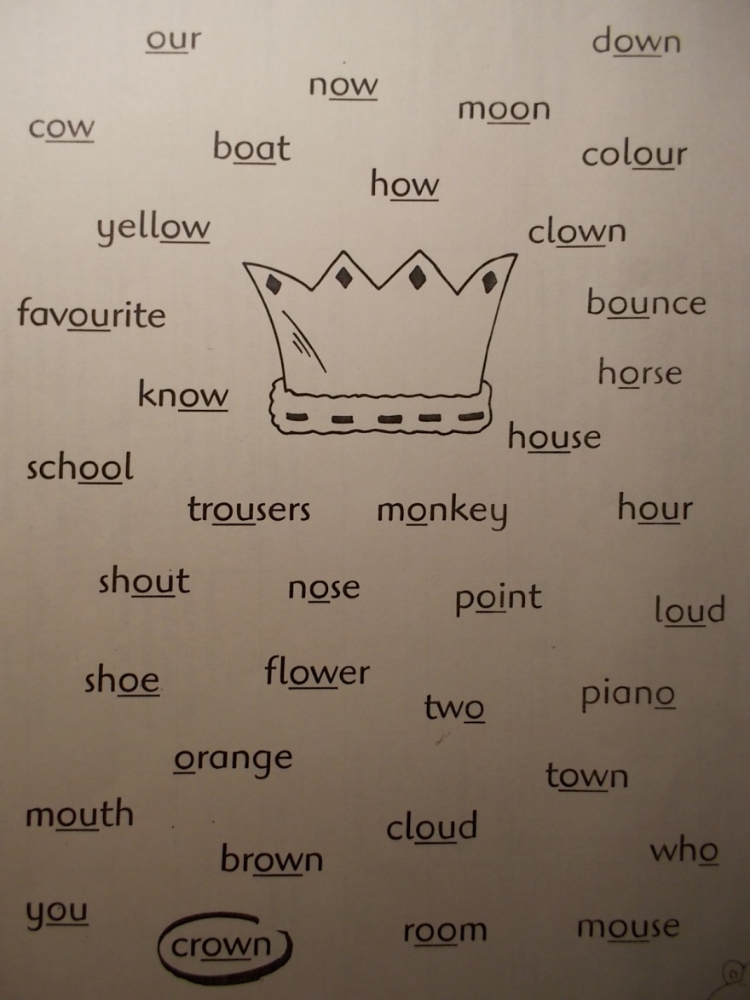 our
down
now
moon
cow
boat
colour
how
yellow
clown
bounce
favourite
horse
know
house
school
trousers monkey hour
shout nose point loud
shoe flower
two piano
orange
town
mouth
cloud
brown
who
you
crown
room mouse